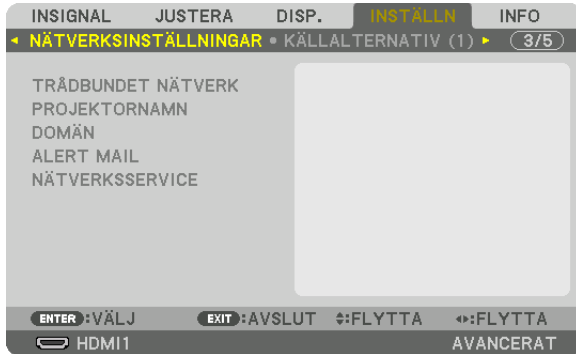 INSIGNAL JUSTERA DISP. INSTÄLLN INFO
NÄTVERKSINSTÄLLNINGAR • KÄLLALTERNATIV (1) 3/5
TRÅDBUNDET NÄTVERK
PROJEKTORNAMN
DOMÄN
ALERT MAIL
NÄTVERKSSERVICE
ENTER :VÄLJ EXIT :AVSLUT :FLYTTA :FLYTTA
HDMI1 AVANCERAT